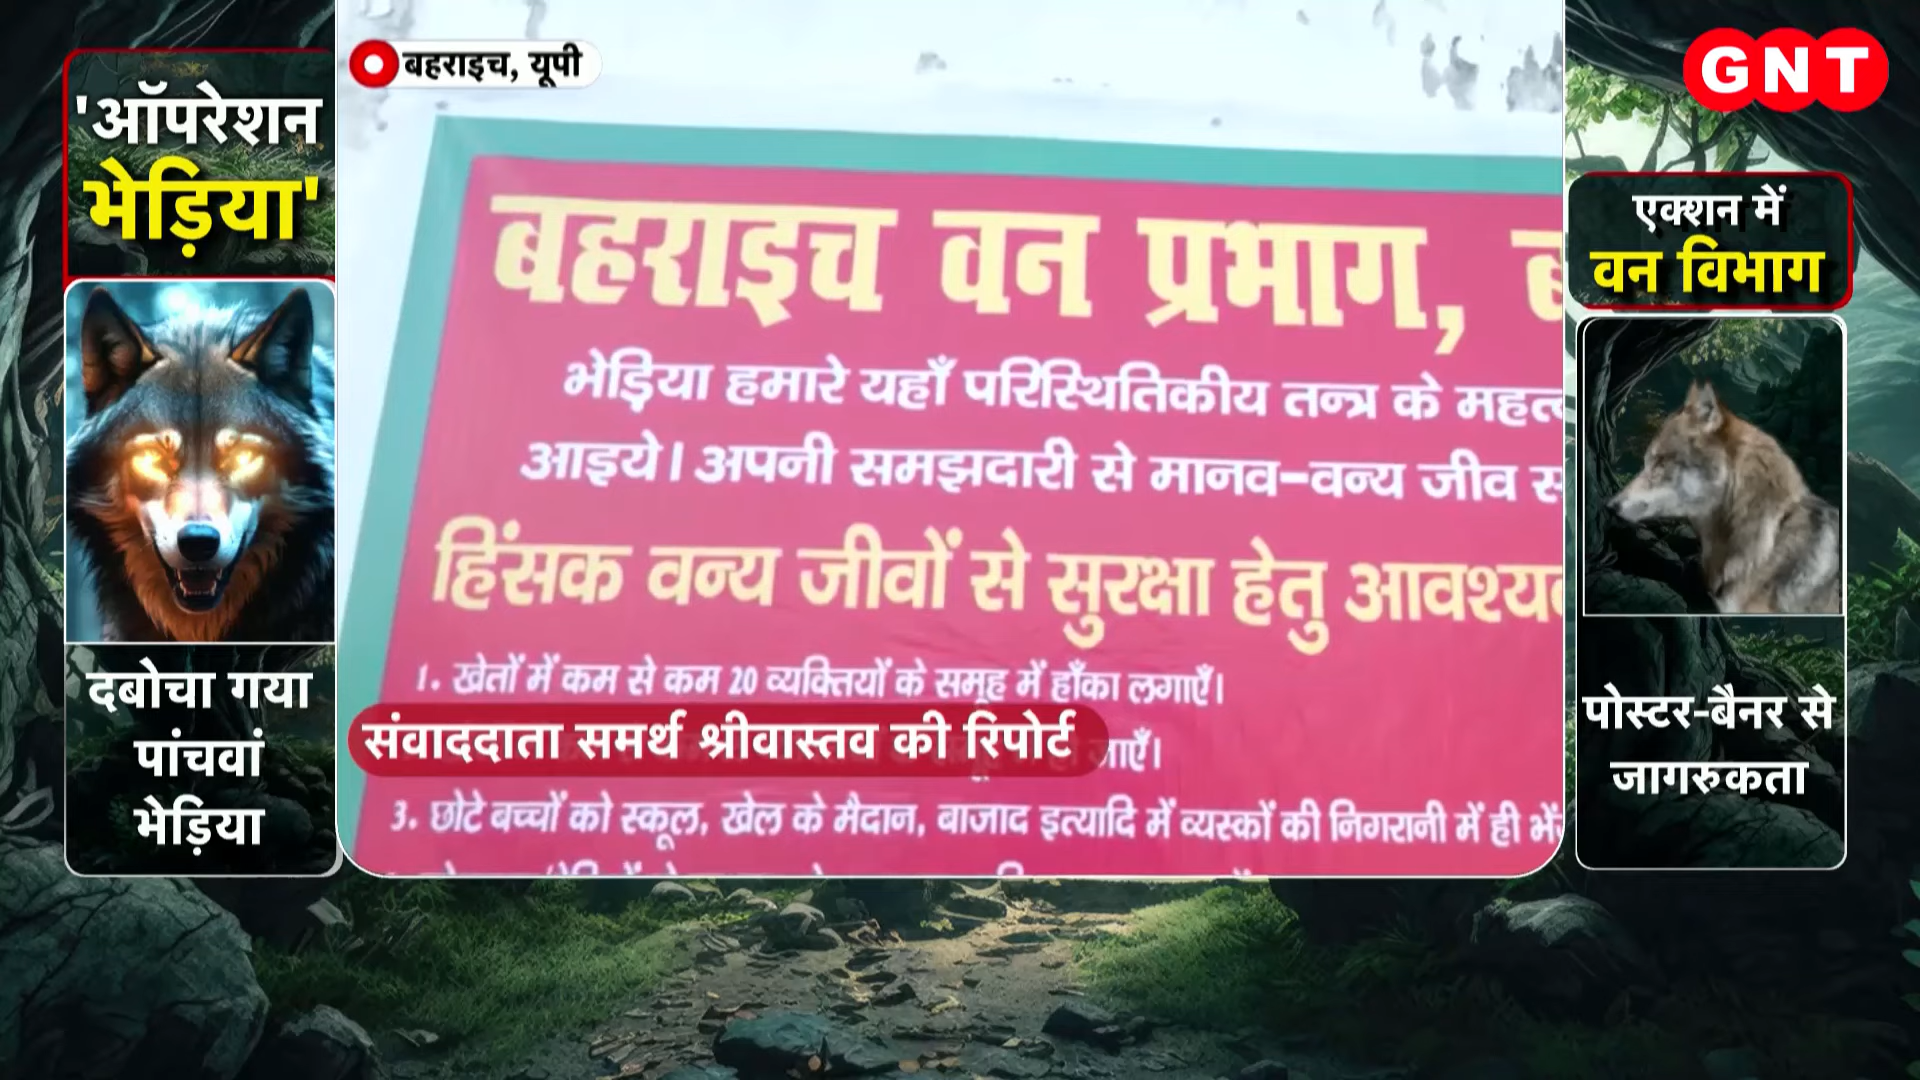 'ऑपरेशन
भेड़िया'
दबोचा गया
पांचवां
भेड़िया
बहराइच, यूपी
बहराइच वन प्रभाग,
भेड़िया हमारे यहाँ परिस्थितिकीय तन्त्र के
आइये। अपनी समझदारी से मानव-वन्य जीव
हिंसक वन्य जीवों से सुरक्षा हेतु
1. खेतों में कम से कम 20 व्यक्तियों के समूह में हाँका लगाएँ।
संवाददाता समर्थ श्रीवास्तव की रिपोर्ट
3. छोटे बच्चों को स्कूल, खेल के मैदान, बाजाद इत्यादि में व्यस्कों की निगरानी में ही
GNT
एक्शन में
वन विभाग
पोस्टर-बैनर से
जागरुकता